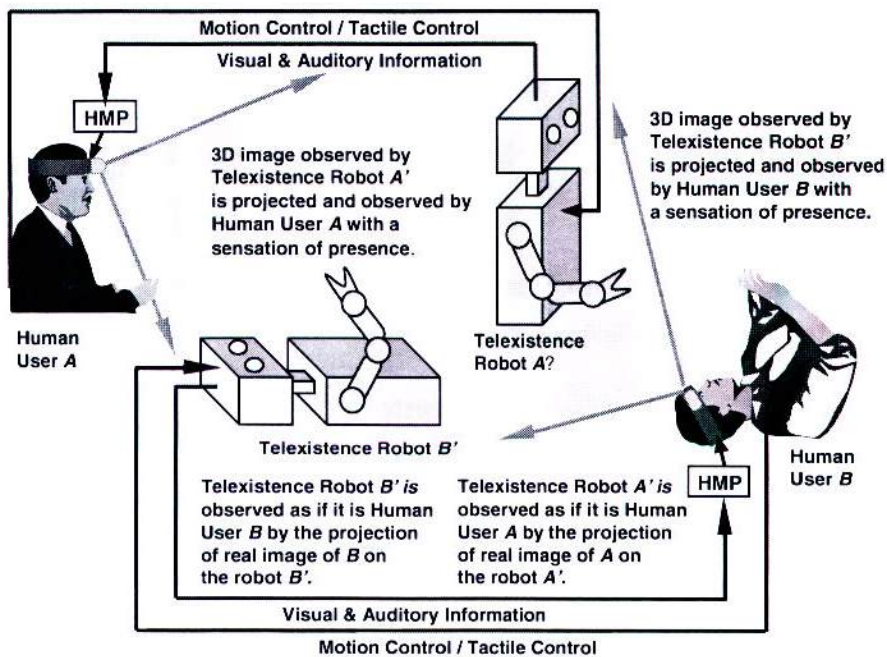 Motion Control / Tactile Control
Visual & Auditory Information
HMP
3D image observed by
Telexistence Robot A'
is projected and observed by
Human User A with a
sensation of presence.
3D image observed by
Telexistence Robot B'
is projected and observed
by Human User B with
a sensation of presence.
Human
User A
Telexistence
Robot A?
Telexistence Robot B'
Telexistence Robot B' is
observed as if it is Human
User B by the projection
of real image of B on
the robot B'.
Telexistence Robot A' is
observed as if it is Human
User A by the projection
of real image of A on
the robot A'.
HMP
Human
User B
Visual & Auditory Information
Motion Control / Tactile Control